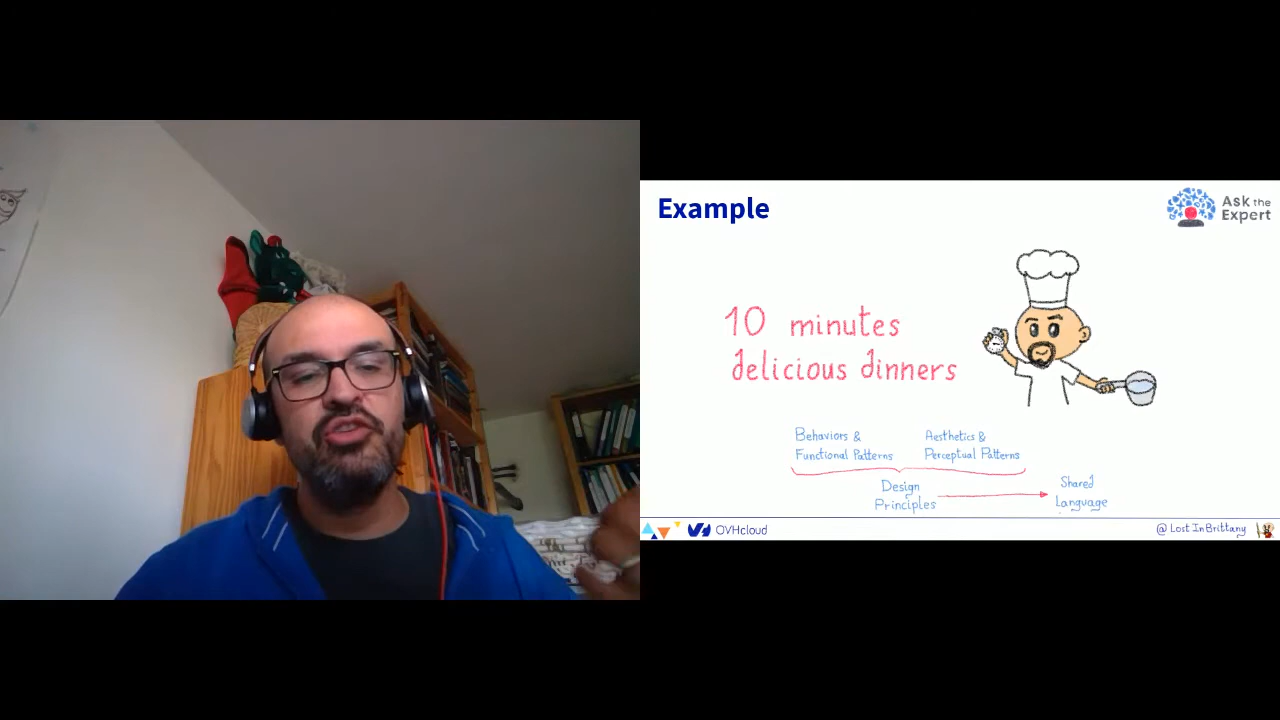 Example
Ask the
Expert
10 minutes
delicious dinners
Behaviors &
Functional Patterns
Aesthetics &
Perceptual Patterns
Design
Principles
Shared
Language
OVHcloud
@LostInBrittany